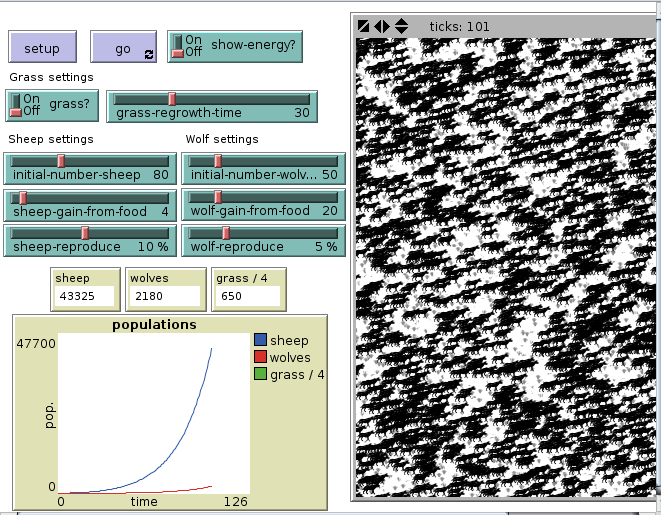 setup
go
On
Off
show-energy?
ticks: 101
Grass settings
On
Off
grass?
grass-regrowth-time 30
Sheep settings
Wolf settings
initial-number-sheep 80
initial-number-wolv... 50
sheep-gain-from-food 4
wolf-gain-from-food 20
sheep-reproduce 10 %
wolf-reproduce 5 %
sheep
43325
wolves
2180
grass / 4
650
populations
47700
pop.
0
0
time
126
sheep
wolves
grass / 4